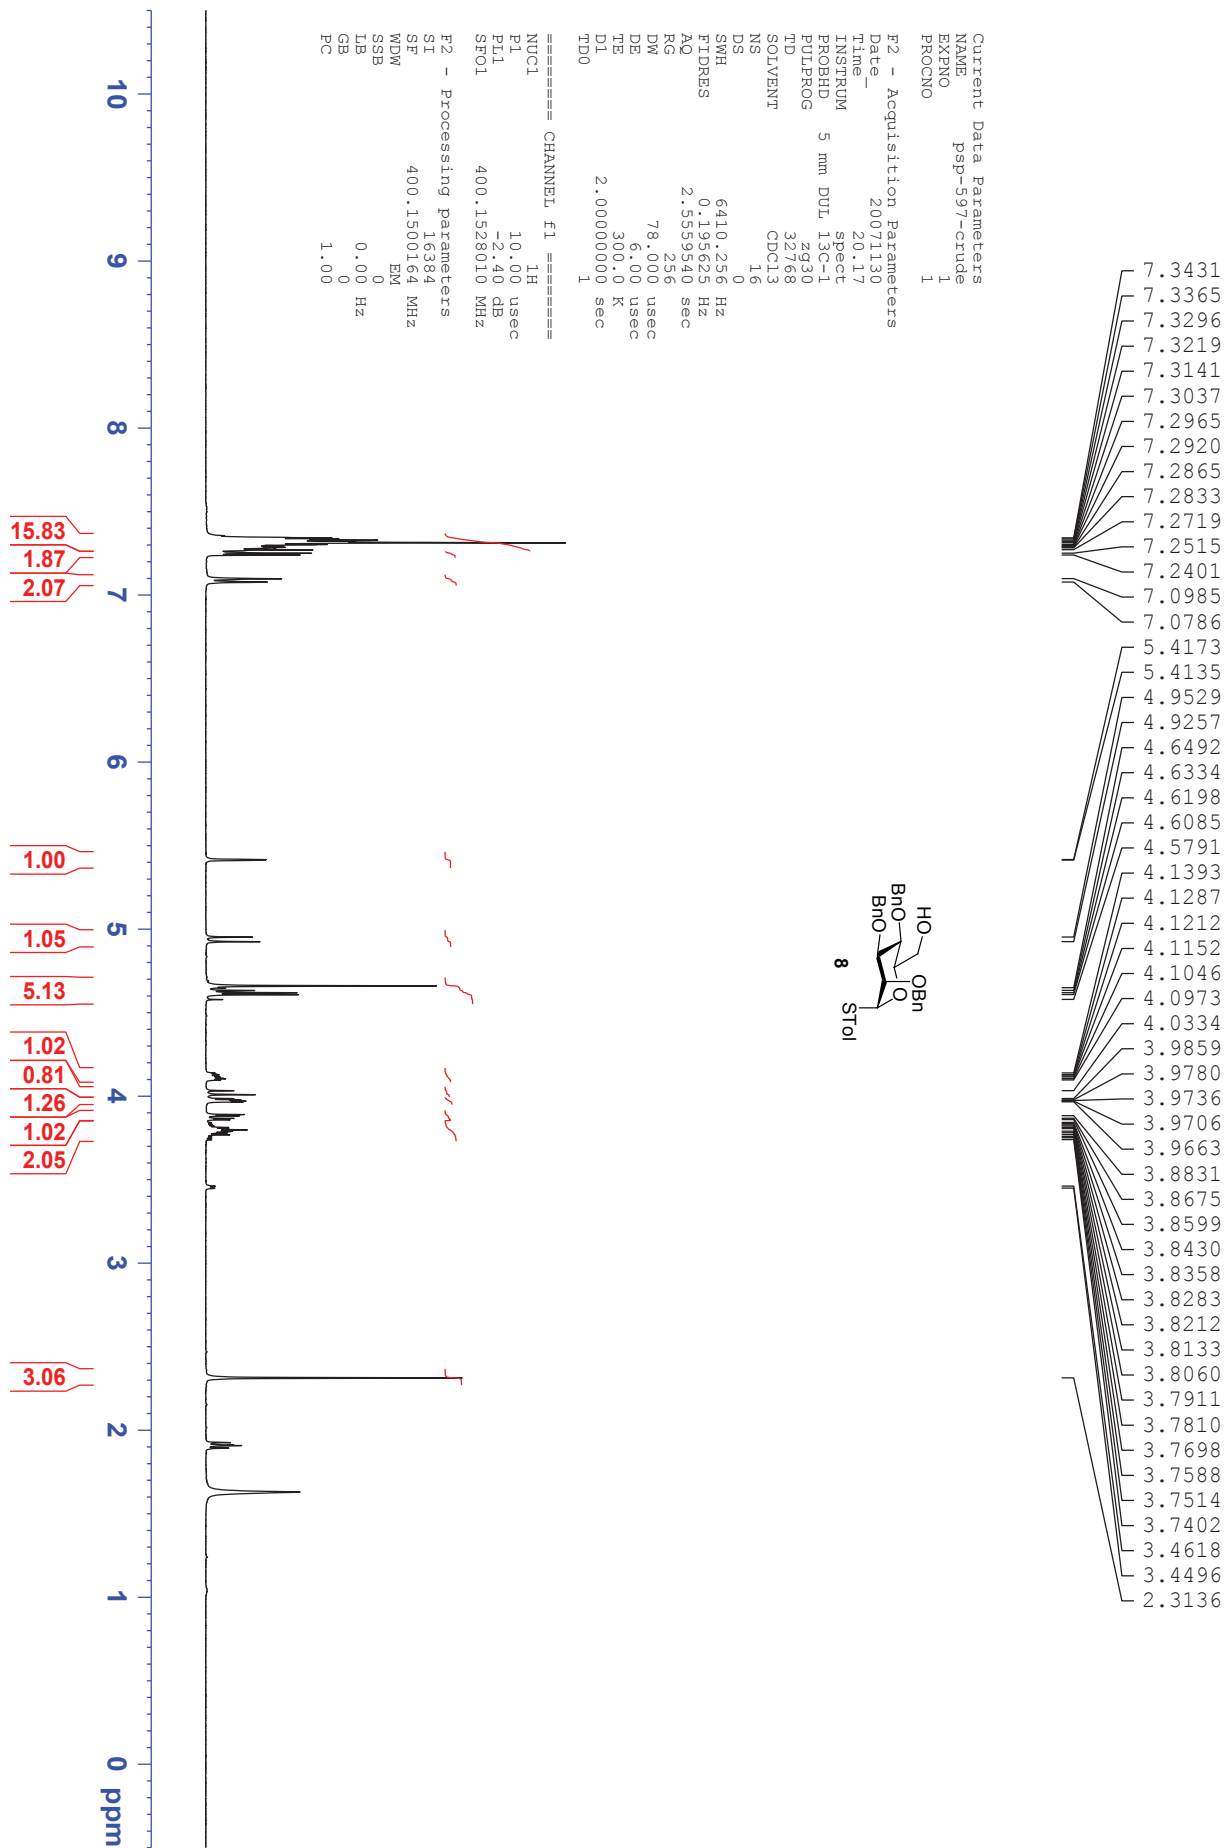 Current Data Parameters
NAME psp-597-crude
EXPNO 1
PROCNO 1
F2 - Acquisition Parameters
Date_ 20071130
Time_ 20.17
INSTRUM spect
PROBHD 5 mm DUL 13C-1
PULPROG zg30
TD 32768
SOLVENT CDCl3
NS 16
DS 0
SWH 6410.256 Hz
FIDRES 0.195625 Hz
AQ 2.5559540 sec
RG 256
DW 78.000 usec
DE 6.00 usec
TE 300.0 K
D1 2.00000000 sec
TD0 1
======== CHANNEL f1 ========
NUC1 1H
P1 10.00 usec
PL1 -2.40 dB
SFO1 400.1528010 MHz
F2 - Processing parameters
SI 16384
SF 400.1500164 MHz
WDW EM
SSB 0
LB 0.00 Hz
GB 0
PC 1.00
7.3431
7.3365
7.3296
7.3219
7.3141
7.3037
7.2965
7.2920
7.2865
7.2833
7.2719
7.2515
7.2401
7.0985
7.0786
5.4173
5.4135
4.9529
4.9257
4.6492
4.6334
4.6198
4.6085
4.5791
4.1393
4.1287
4.1212
4.1152
4.1046
4.0973
4.0334
3.9859
3.9780
3.9736
3.9706
3.9663
3.8831
3.8675
3.8599
3.8430
3.8358
3.8283
3.8212
3.8133
3.8060
3.7911
3.7810
3.7698
3.7588
3.7514
3.7402
3.4618
3.4496
2.3136
HO
OBn
BnO
O
BnO
STol
8
10 9 8 7 6 5 4 3 2 1 0 ppm
15.83
1.87
2.07
1.00
1.05
5.13
1.02
0.81
1.26
1.02
2.05
3.06